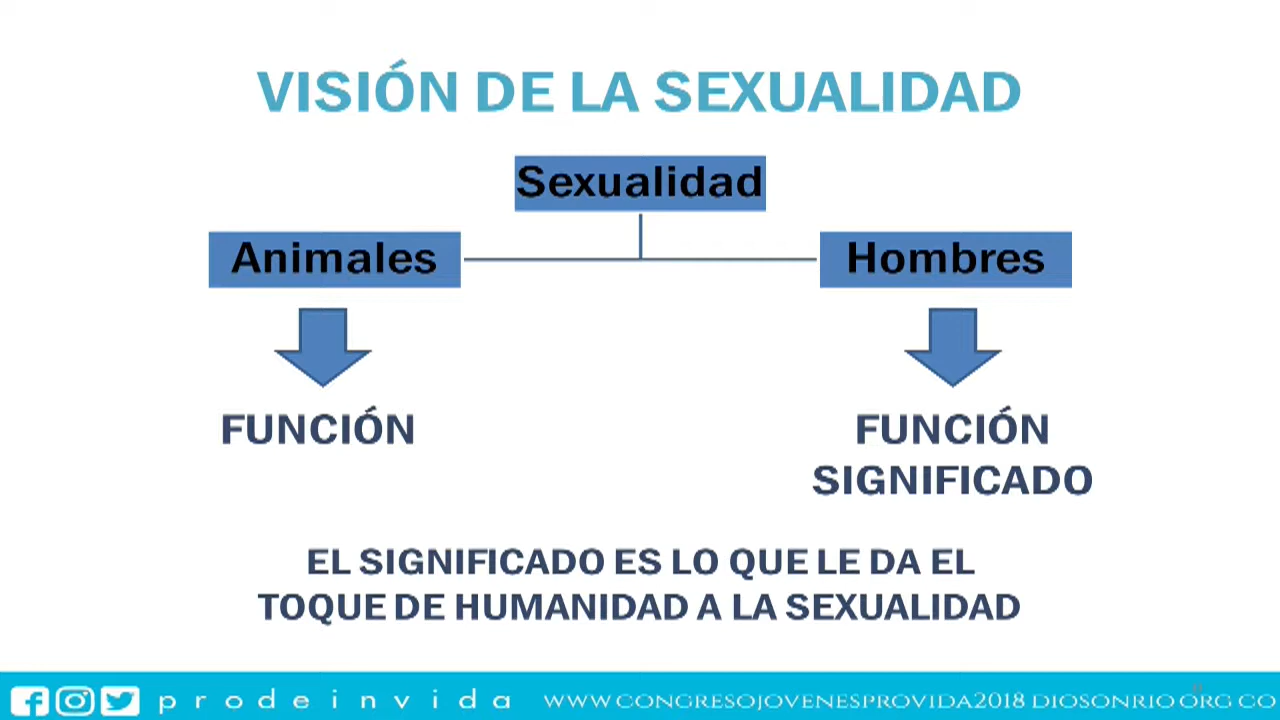 VISIÓN DE LA SEXUALIDAD
Sexualidad
Animales
Hombres
FUNCIÓN
FUNCIÓN
SIGNIFICADO
EL SIGNIFICADO ES LO QUE LE DA EL
TOQUE DE HUMANIDAD A LA SEXUALIDAD
prodeinvida WWW.CONGRESOJOVENESPROVIDA2018 DIOSONRIO ORG CO